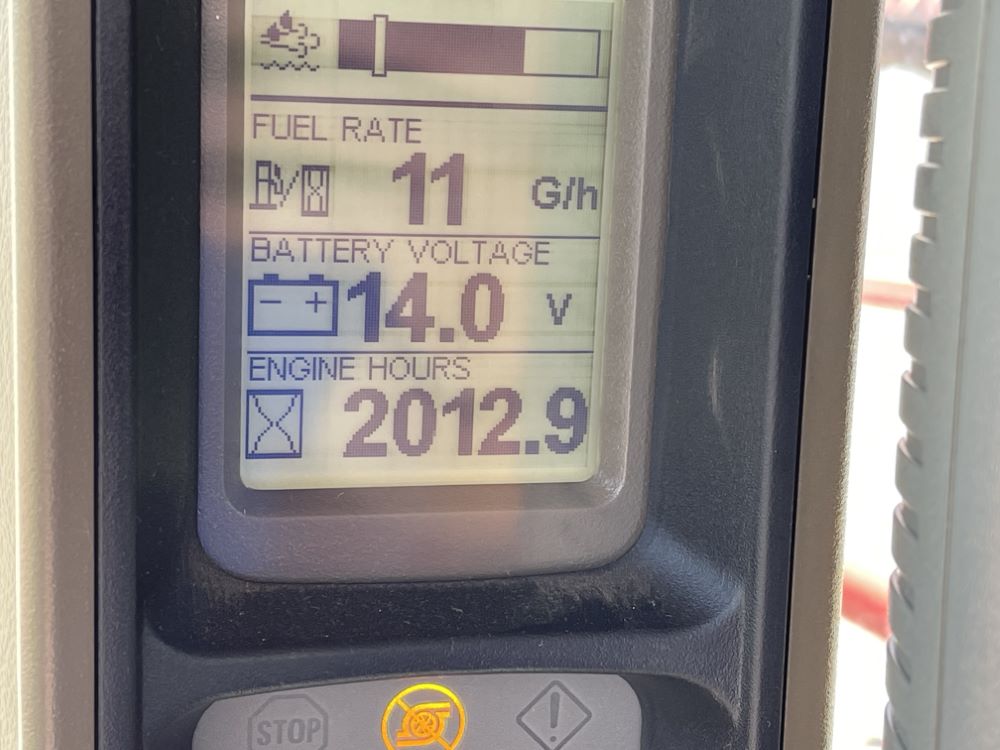 FUEL RATE
11 G/h
BATTERY VOLTAGE
14.0 V
ENGINE HOURS
2012.9
STOP